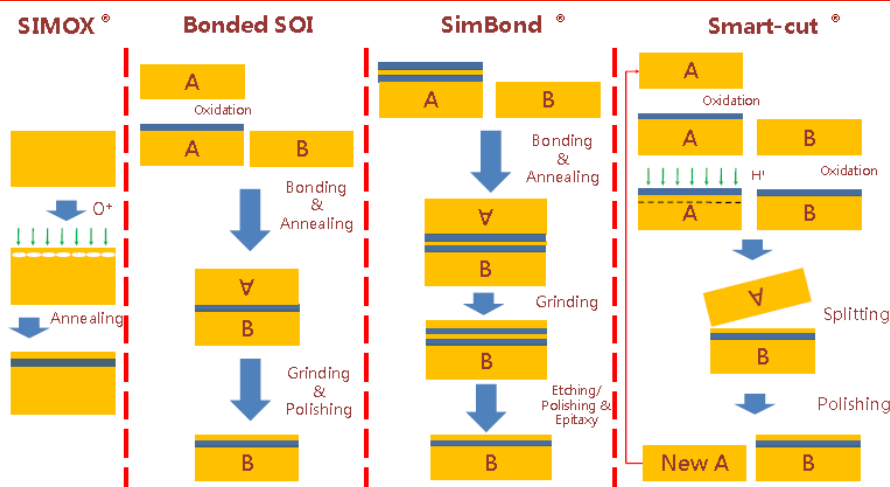 SIMOX ®
O⁺
Annealing
Bonded SOI
A
Oxidation
A
B
Bonding
&
Annealing
A
B
Grinding
&
Polishing
B
SimBond ®
A
B
Bonding
&
Annealing
A
B
Grinding
B
Etching/
Polishing &
Epitaxy
B
Smart-cut ®
A
Oxidation
A
B
H⁺
Oxidation
A
B
A
Splitting
B
Polishing
New A
B